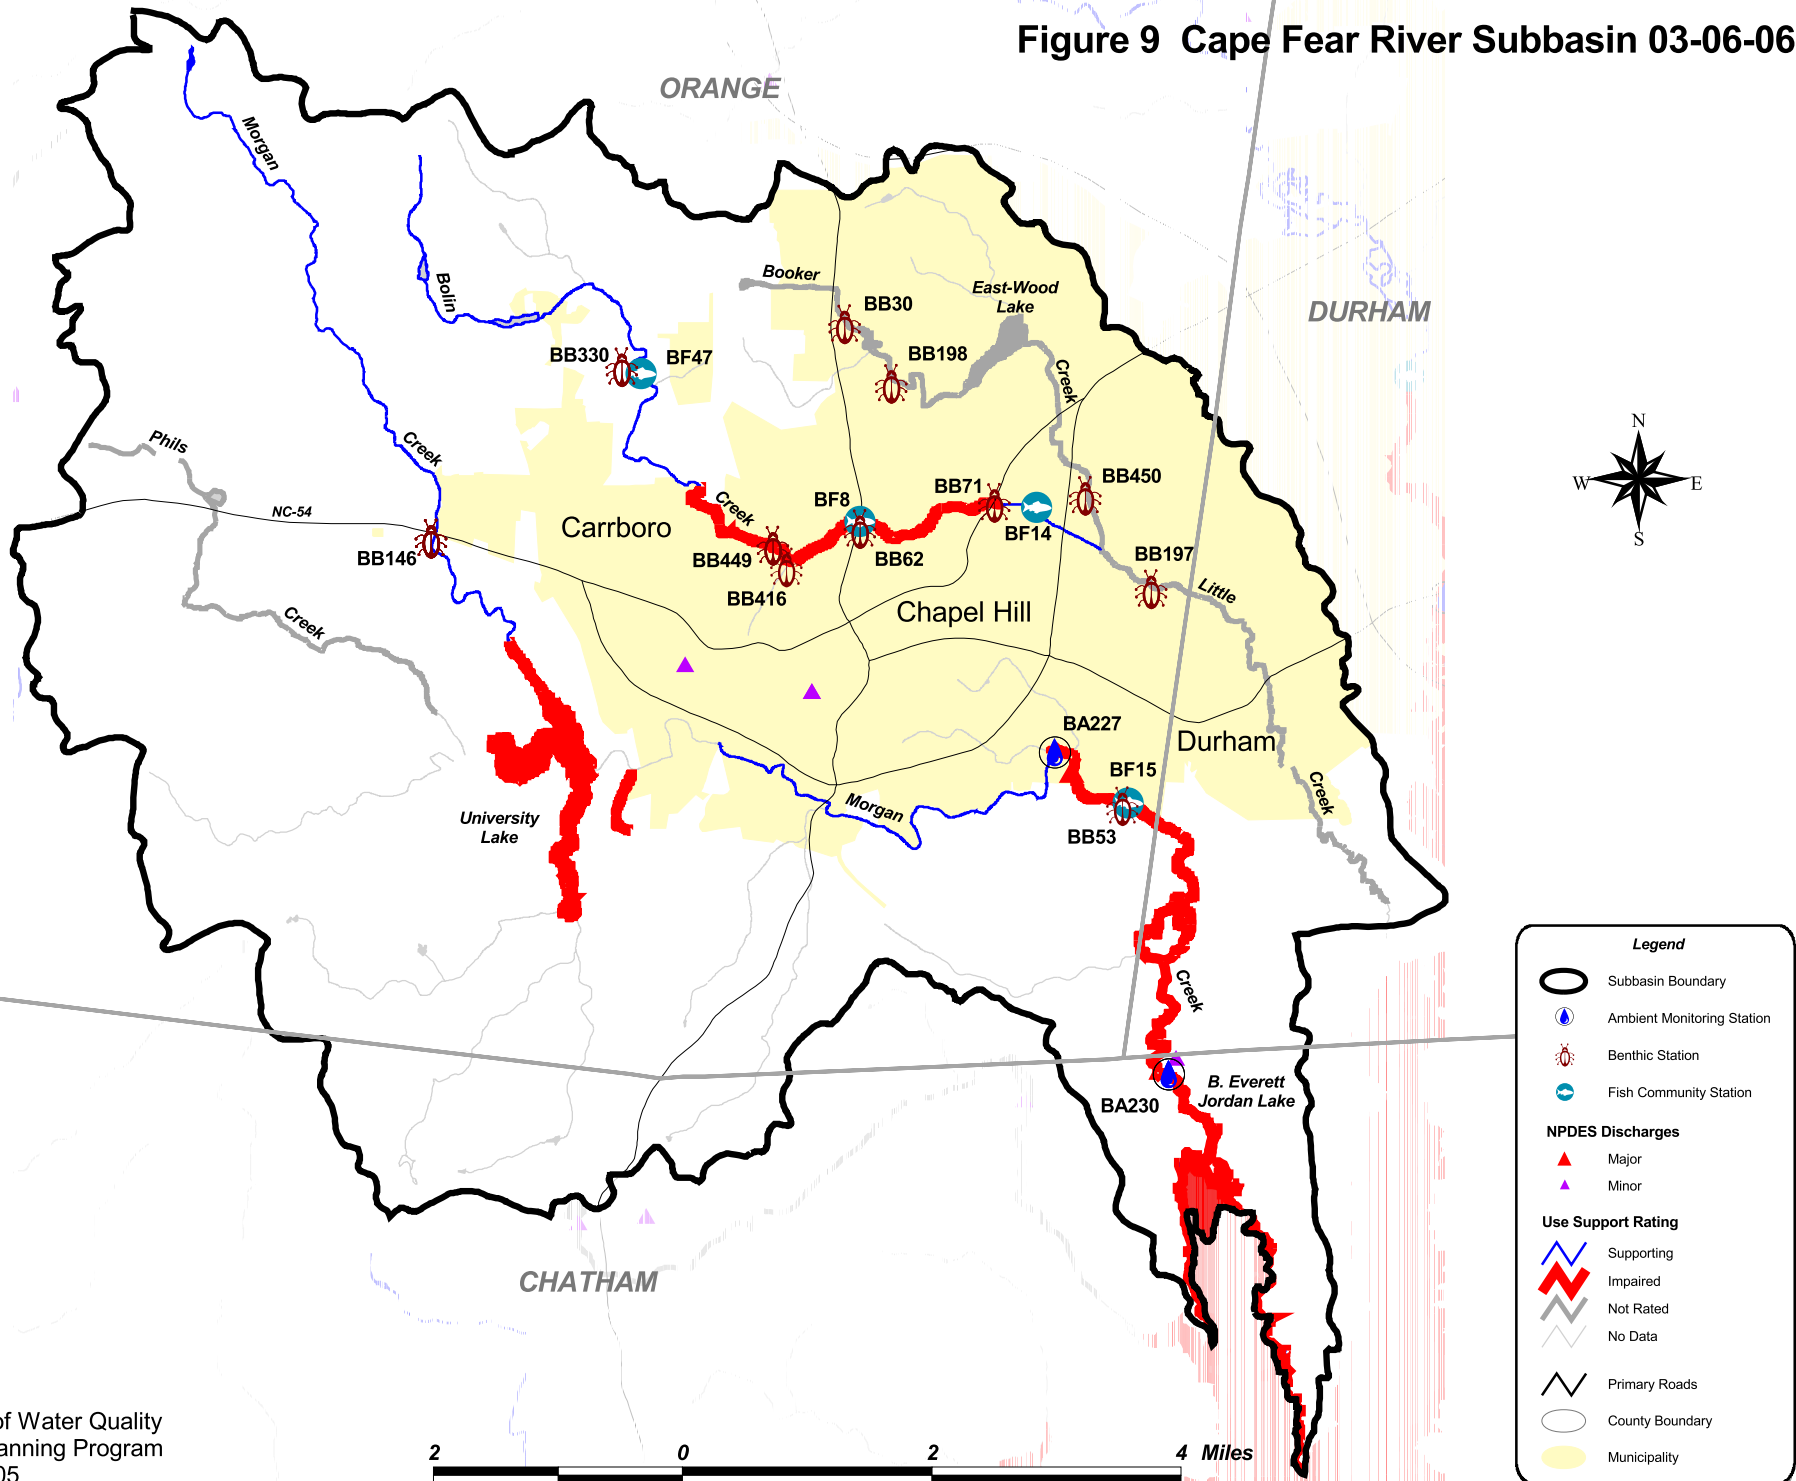 Figure 9 Cape Fear River Subbasin 03-06-06
ORANGE
Morgan
Booker
East-Wood
Lake
Bolin
BB30
DURHAM
BB330
BF47
BB198
Creek
Phils
Creek
NC-54
Creek
BF8
BB71
BB450
Carrboro
BF14
BB146
BB449
BB62
BB197
BB416
Chapel Hill
Little
Creek
BA227
Durham
BF15
University
Lake
Morgan
BB53
Creek
Creek
BA230
B. Everett
Jordan Lake
CHATHAM
N
W
E
S
Legend
Subbasin Boundary
Ambient Monitoring Station
Benthic Station
Fish Community Station
NPDES Discharges
Major
Minor
Use Support Rating
Supporting
Impaired
Not Rated
No Data
Primary Roads
County Boundary
Municipality
of Water Quality
anning Program
05
2 0 2 4 Miles